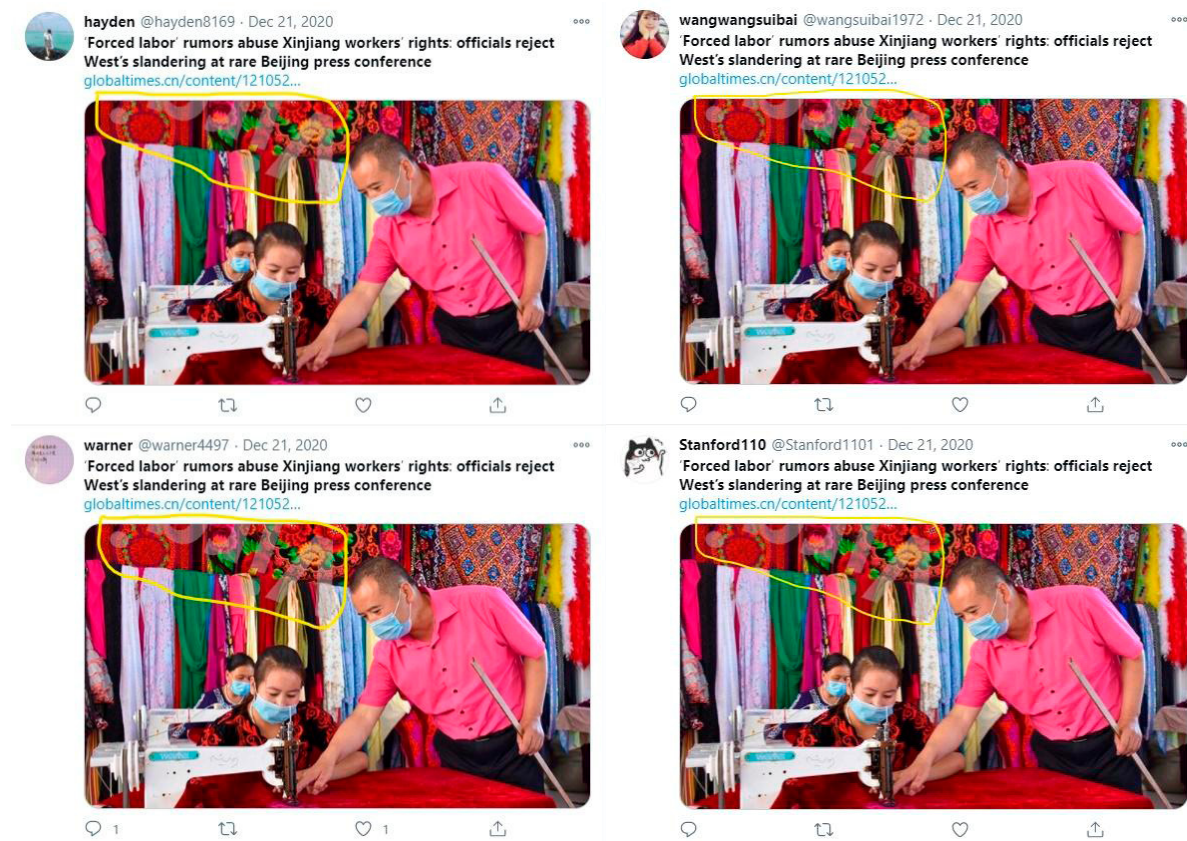 hayden @hayden8169 · Dec 21, 2020
'Forced labor' rumors abuse Xinjiang workers' rights: officials reject
West's slandering at rare Beijing press conference
globaltimes.cn/content/121052...
wangwangsuibai @wangsuibai1972 · Dec 21, 2020
'Forced labor' rumors abuse Xinjiang workers' rights: officials reject
West's slandering at rare Beijing press conference
globaltimes.cn/content/121052...
warner @warner4497 · Dec 21, 2020
'Forced labor' rumors abuse Xinjiang workers' rights: officials reject
West's slandering at rare Beijing press conference
globaltimes.cn/content/121052...
1
1
Stanford110 @Stanford1101 · Dec 21, 2020
'Forced labor' rumors abuse Xinjiang workers' rights: officials reject
West's slandering at rare Beijing press conference
globaltimes.cn/content/121052...